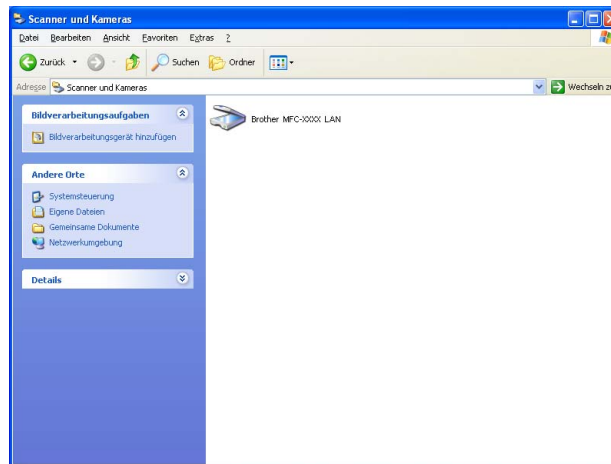 Scanner und Kameras
Datei Bearbeiten Ansicht Favoriten Extras ?
Zurück Suchen Ordner
Adresse Scanner und Kameras Wechseln zu
Bildverarbeitungsaufgaben
Bildverarbeitungsgerät hinzufügen
Andere Orte
Systemsteuerung
Eigene Dateien
Gemeinsame Dokumente
Netzwerkumgebung
Details
Brother MFC-XXXX LAN